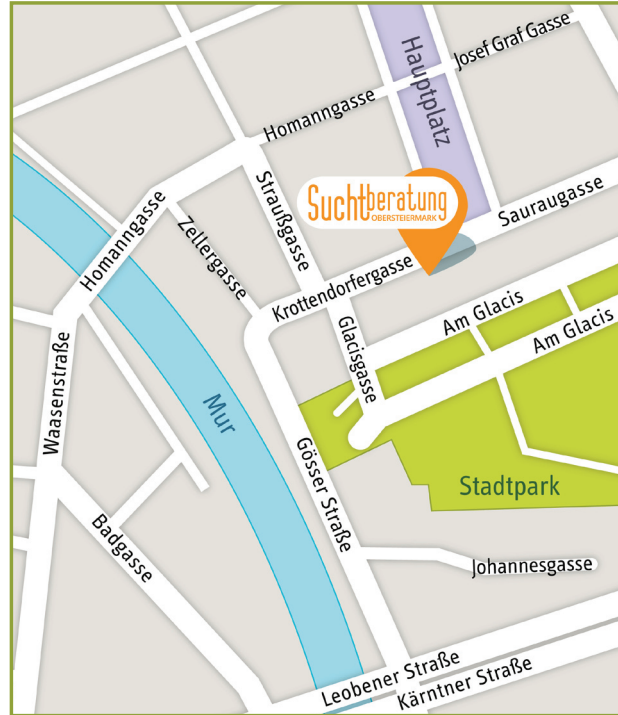 Josef Graf Gasse
Hauptplatz
Homanngasse
Suchtberatung
OBERSTEIERMARK
Sauraugasse
Straußgasse
Zellergasse
Homanngasse
Krottendorfergasse
Am Glacis
Am Glacis
Glacisgasse
Waasenstraße
Mur
Gösser Straße
Stadtpark
Badgasse
Johannesgasse
Leobener Straße
Kärntner Straße